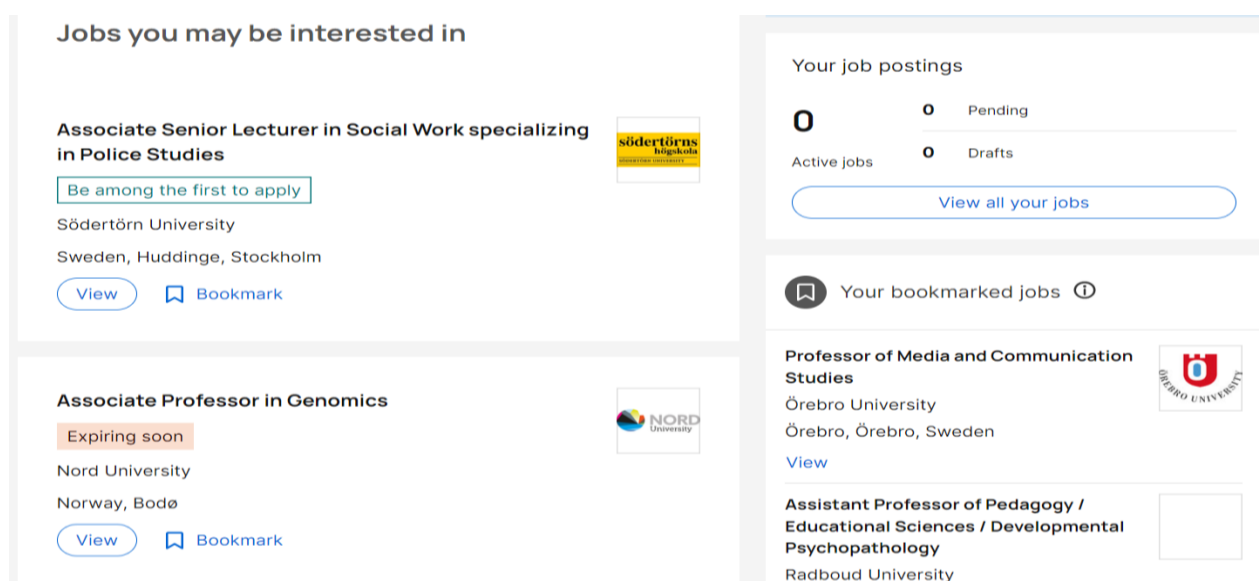 Jobs you may be interested in
Associate Senior Lecturer in Social Work specializing
in Police Studies
Be among the first to apply
Södertörn University
Sweden, Huddinge, Stockholm
View
Bookmark
södertörns
högskola
SÖDERTÖRN UNIVERSITY
Associate Professor in Genomics
Expiring soon
Nord University
Norway, Bodø
View
Bookmark
NORD
University
Your job postings
0
Active jobs
0 Pending
0 Drafts
View all your jobs
Your bookmarked jobs
Professor of Media and Communication
Studies
Örebro University
Örebro, Örebro, Sweden
View
ÖREBRO UNIVERSITY
Assistant Professor of Pedagogy /
Educational Sciences / Developmental
Psychopathology
Radboud University